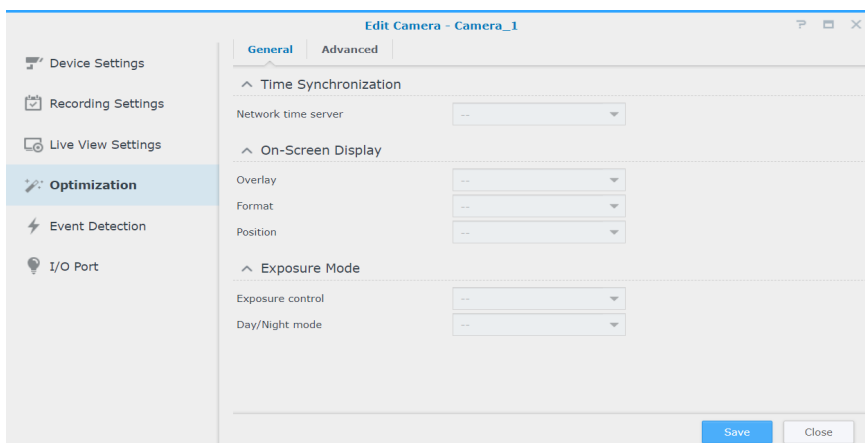 Edit Camera - Camera_1
General Advanced
Device Settings
Recording Settings
Live View Settings
Optimization
Event Detection
I/O Port
Time Synchronization
Network time server --
On-Screen Display
Overlay --
Format --
Position --
Exposure Mode
Exposure control --
Day/Night mode --
Save Close